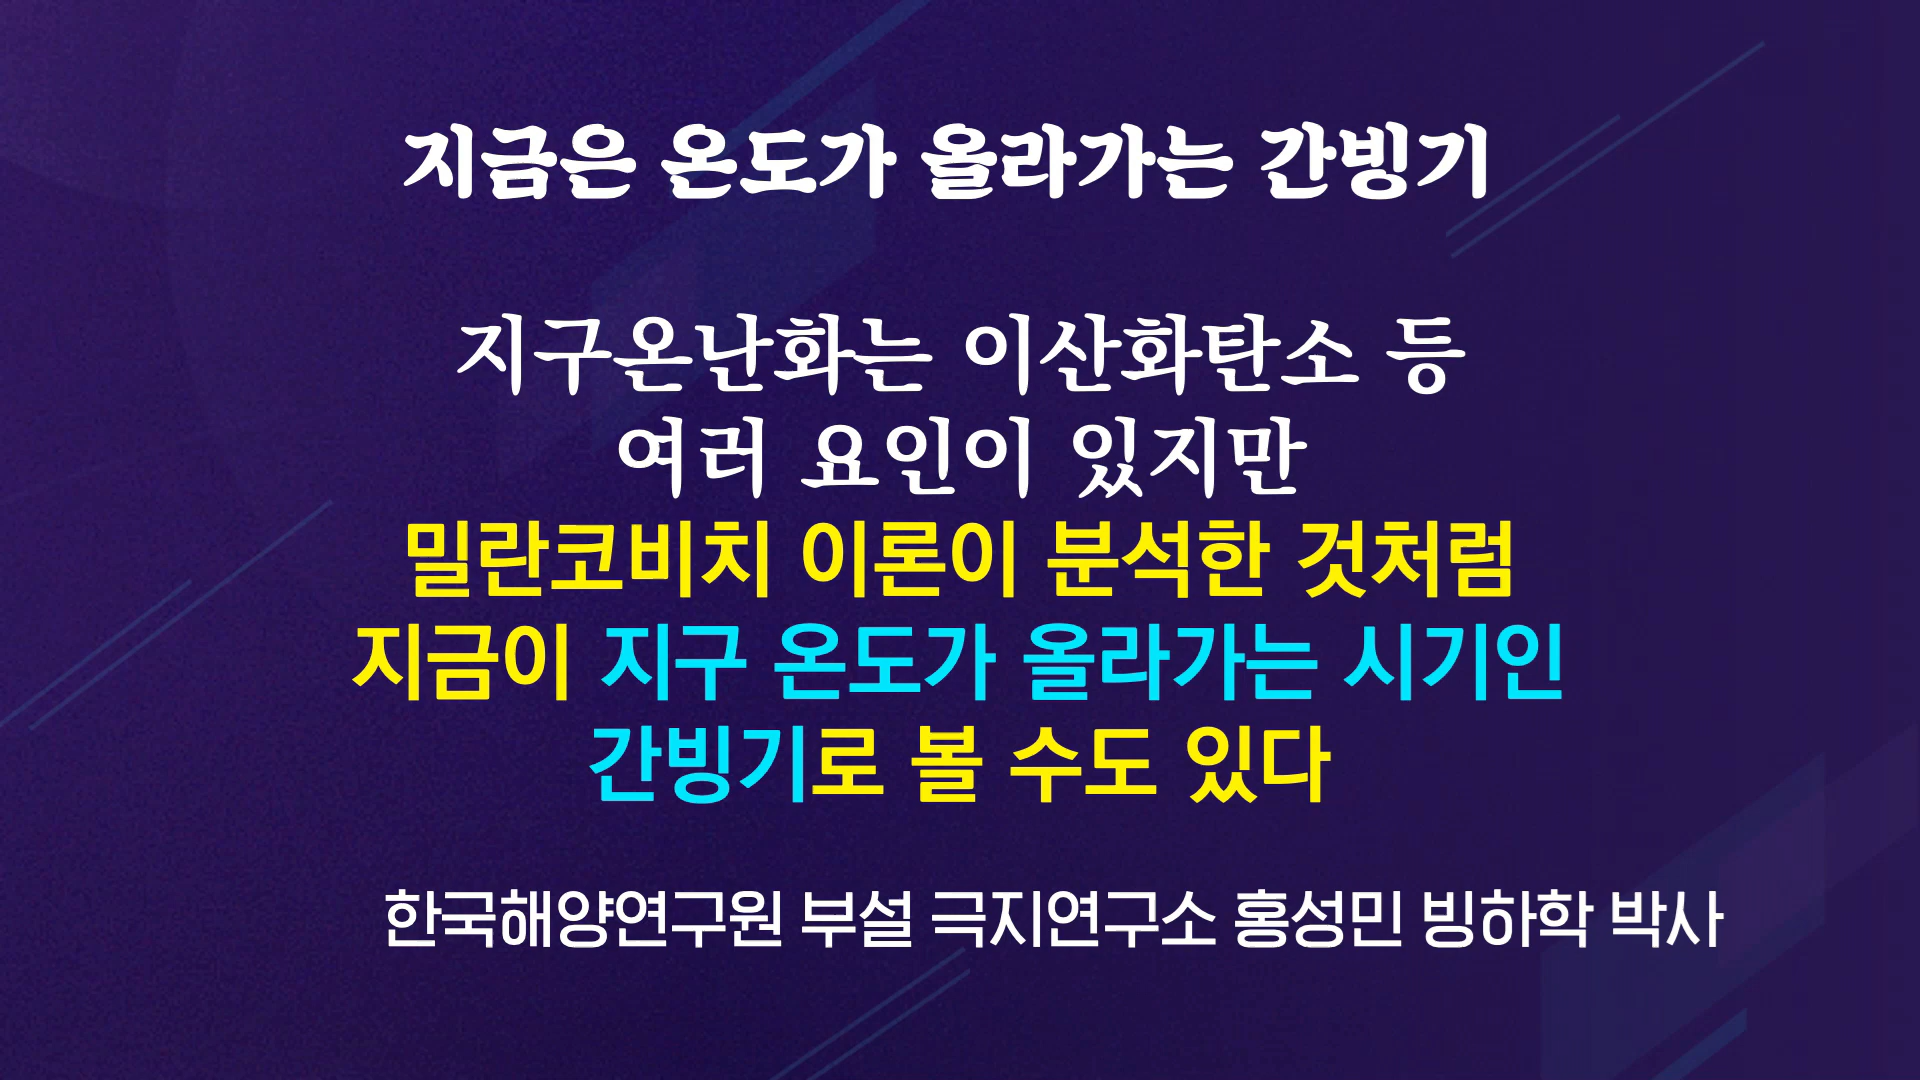 지금은 온도가 올라가는 간빙기
지구온난화는 이산화탄소 등
여러 요인이 있지만
밀란코비치 이론이 분석한 것처럼
지금이 지구 온도가 올라가는 시기인
간빙기로 볼 수도 있다
한국해양연구원 부설 극지연구소 홍성민 빙하학 박사